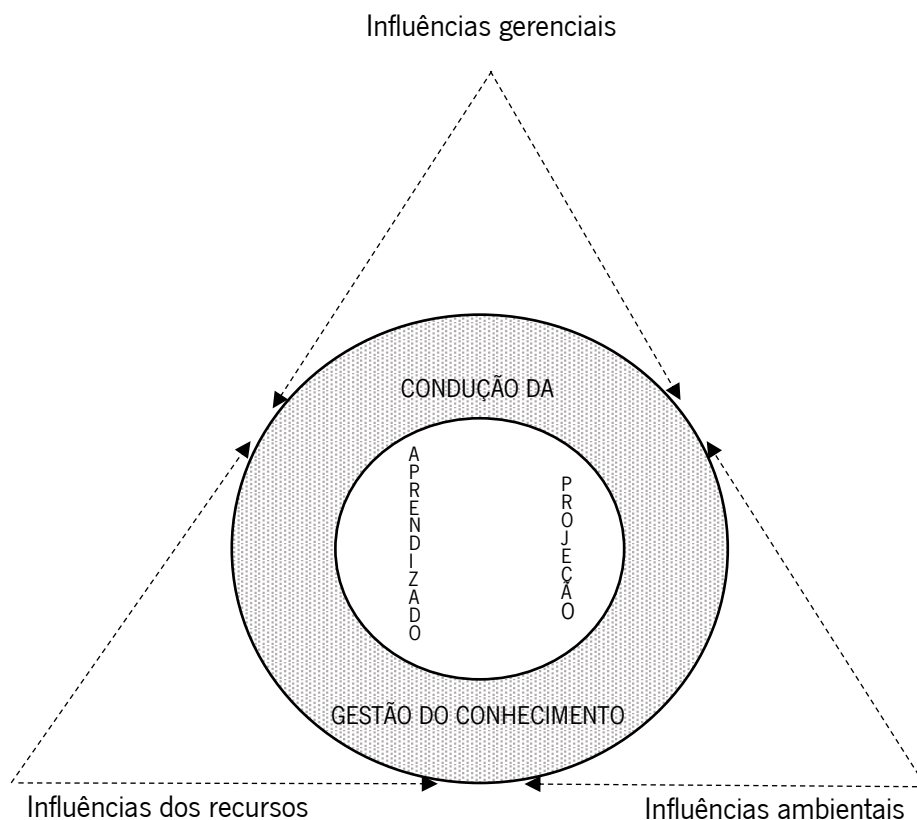 Influências gerenciais
CONDUÇÃO DA
APRENDIZADO
PROJEÇÃO
GESTÃO DO CONHECIMENTO
Influências dos recursos
Influências ambientais